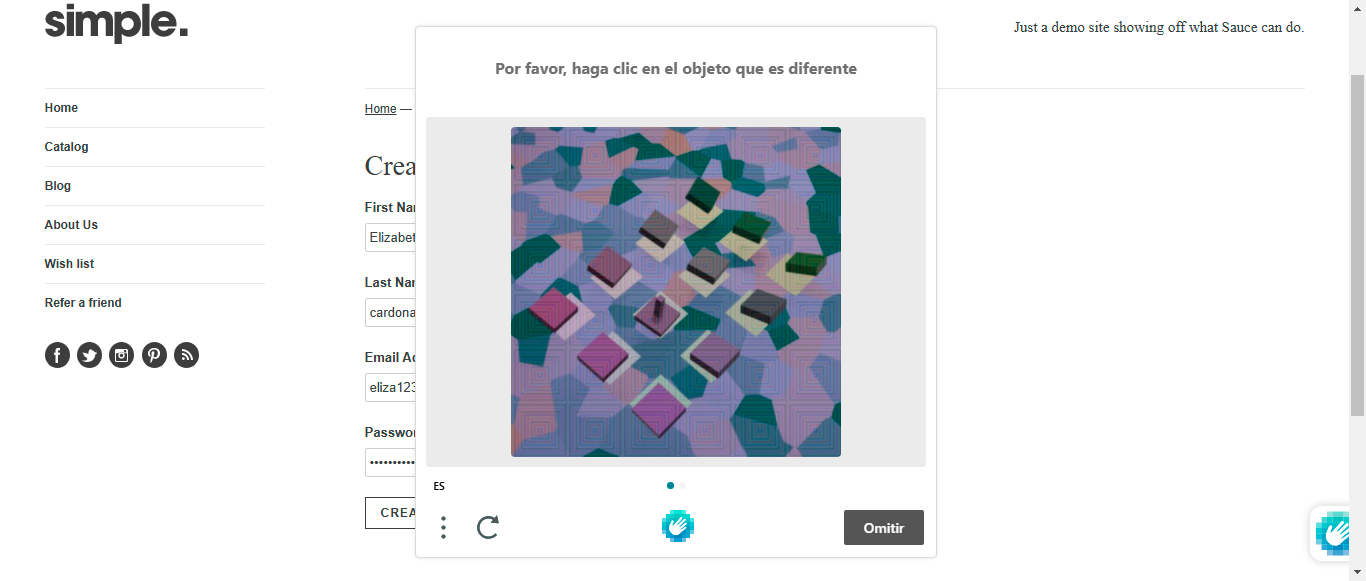 simple.
Just a demo site showing off what Sauce can do.
Por favor, haga clic en el objeto que es diferente
Home
Catalog
Blog
About Us
Wish list
Refer a friend
Home —
Crea
First Nar
Elizabet
Last Nar
cardona
Email Ad
eliza123
Passwor
CREA
ES
Omitir